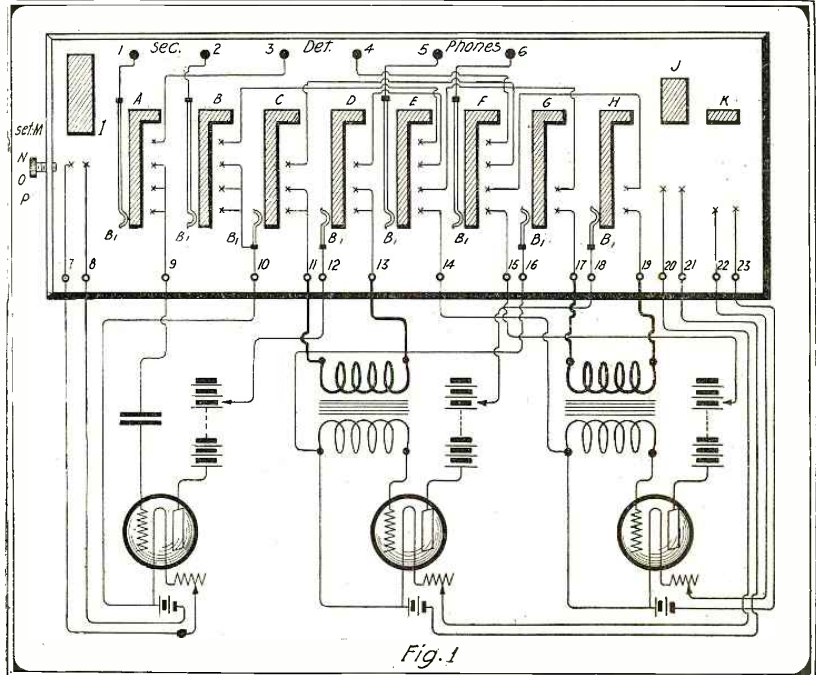 1 Sec. 2 3 Det. 4 5 Phones 6
J
A B C D E F G H K
I
set.M
N
O
P
B1 B1 B1 B1 B1 B1 B1 B1
7 8 9 10 11 12 13 14 15 16 17 18 19 20 21 22 23
Fig. 1